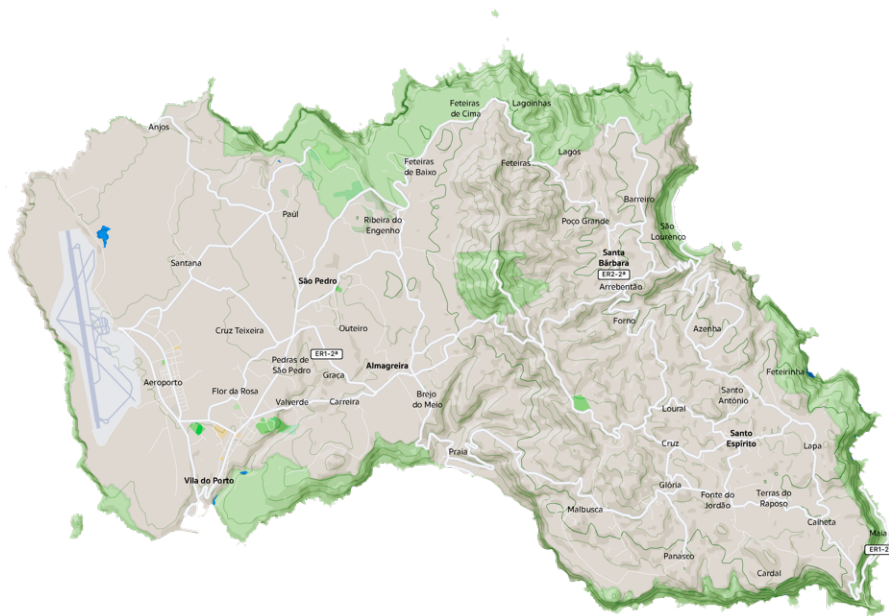 Feteiras
de Cima
Lagoinhas
Anjos
Lagos
Feteiras
de Baixo
Feteiras
Barreiro
Paúl
Ribeira do
Engenho
Poço Grande
São
Lourenço
Santana
Santa
Bárbara
ER2-2ª
São Pedro
Arrebentão
Forno
Azenha
Cruz Teixeira
Outeiro
ER1-2ª
Pedras de
São Pedro
Almagreira
Graça
Feteirinha
Aeroporto
Flor da Rosa
Valverde
Carreira
Brejo
do Meio
Santo
António
Loural
Santo
Espírito
Cruz
Lapa
Praia
Vila do Porto
Glória
Fonte do
Jordão
Terras do
Raposo
Malbusca
Calheta
Maia
ER1-2
Panasco
Cardal